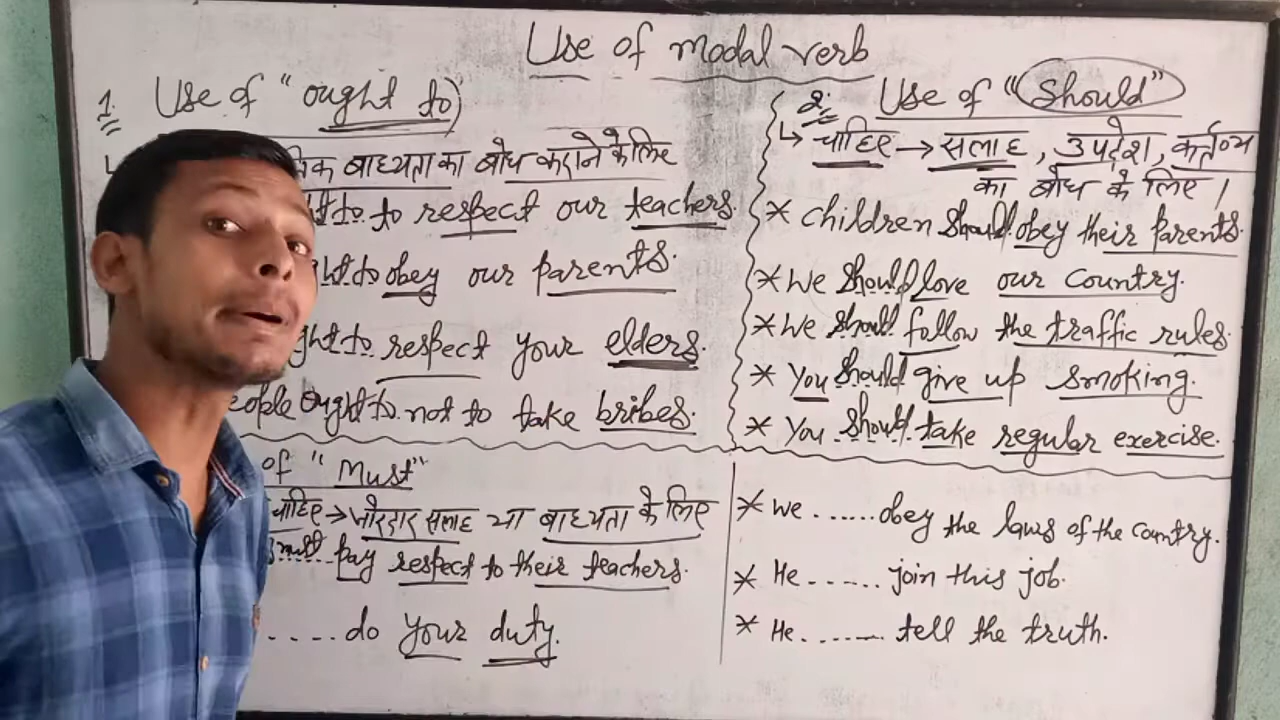 Use of modal verb
1. Use of "ought to)
बाध्यता का बोध कराने के लिए
to respect our teachers.
to obey our parents.
to respect your elders.
ought to not to take bribes.
2. Use of "Should"
↳ चाहिए → सलाह, उपदेश, कर्तव्य
का बोध के लिए।
* Children should obey their parents.
* We should love our country.
* We should follow the traffic rules.
* You should give up smoking.
* You should take regular exercise.
of "Must"
चाहिए → जोरदार सलाह या बाध्यता के लिए
must pay respect to their teachers.
..... do your duty.
* We ...... obey the laws of the country.
* He ...... join this job.
* He ........ tell the truth.